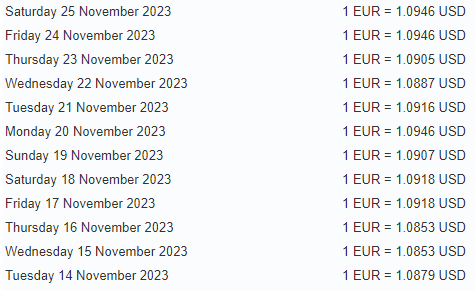 Saturday 25 November 2023 1 EUR = 1.0946 USD
Friday 24 November 2023 1 EUR = 1.0946 USD
Thursday 23 November 2023 1 EUR = 1.0905 USD
Wednesday 22 November 2023 1 EUR = 1.0887 USD
Tuesday 21 November 2023 1 EUR = 1.0916 USD
Monday 20 November 2023 1 EUR = 1.0946 USD
Sunday 19 November 2023 1 EUR = 1.0907 USD
Saturday 18 November 2023 1 EUR = 1.0918 USD
Friday 17 November 2023 1 EUR = 1.0918 USD
Thursday 16 November 2023 1 EUR = 1.0853 USD
Wednesday 15 November 2023 1 EUR = 1.0853 USD
Tuesday 14 November 2023 1 EUR = 1.0879 USD